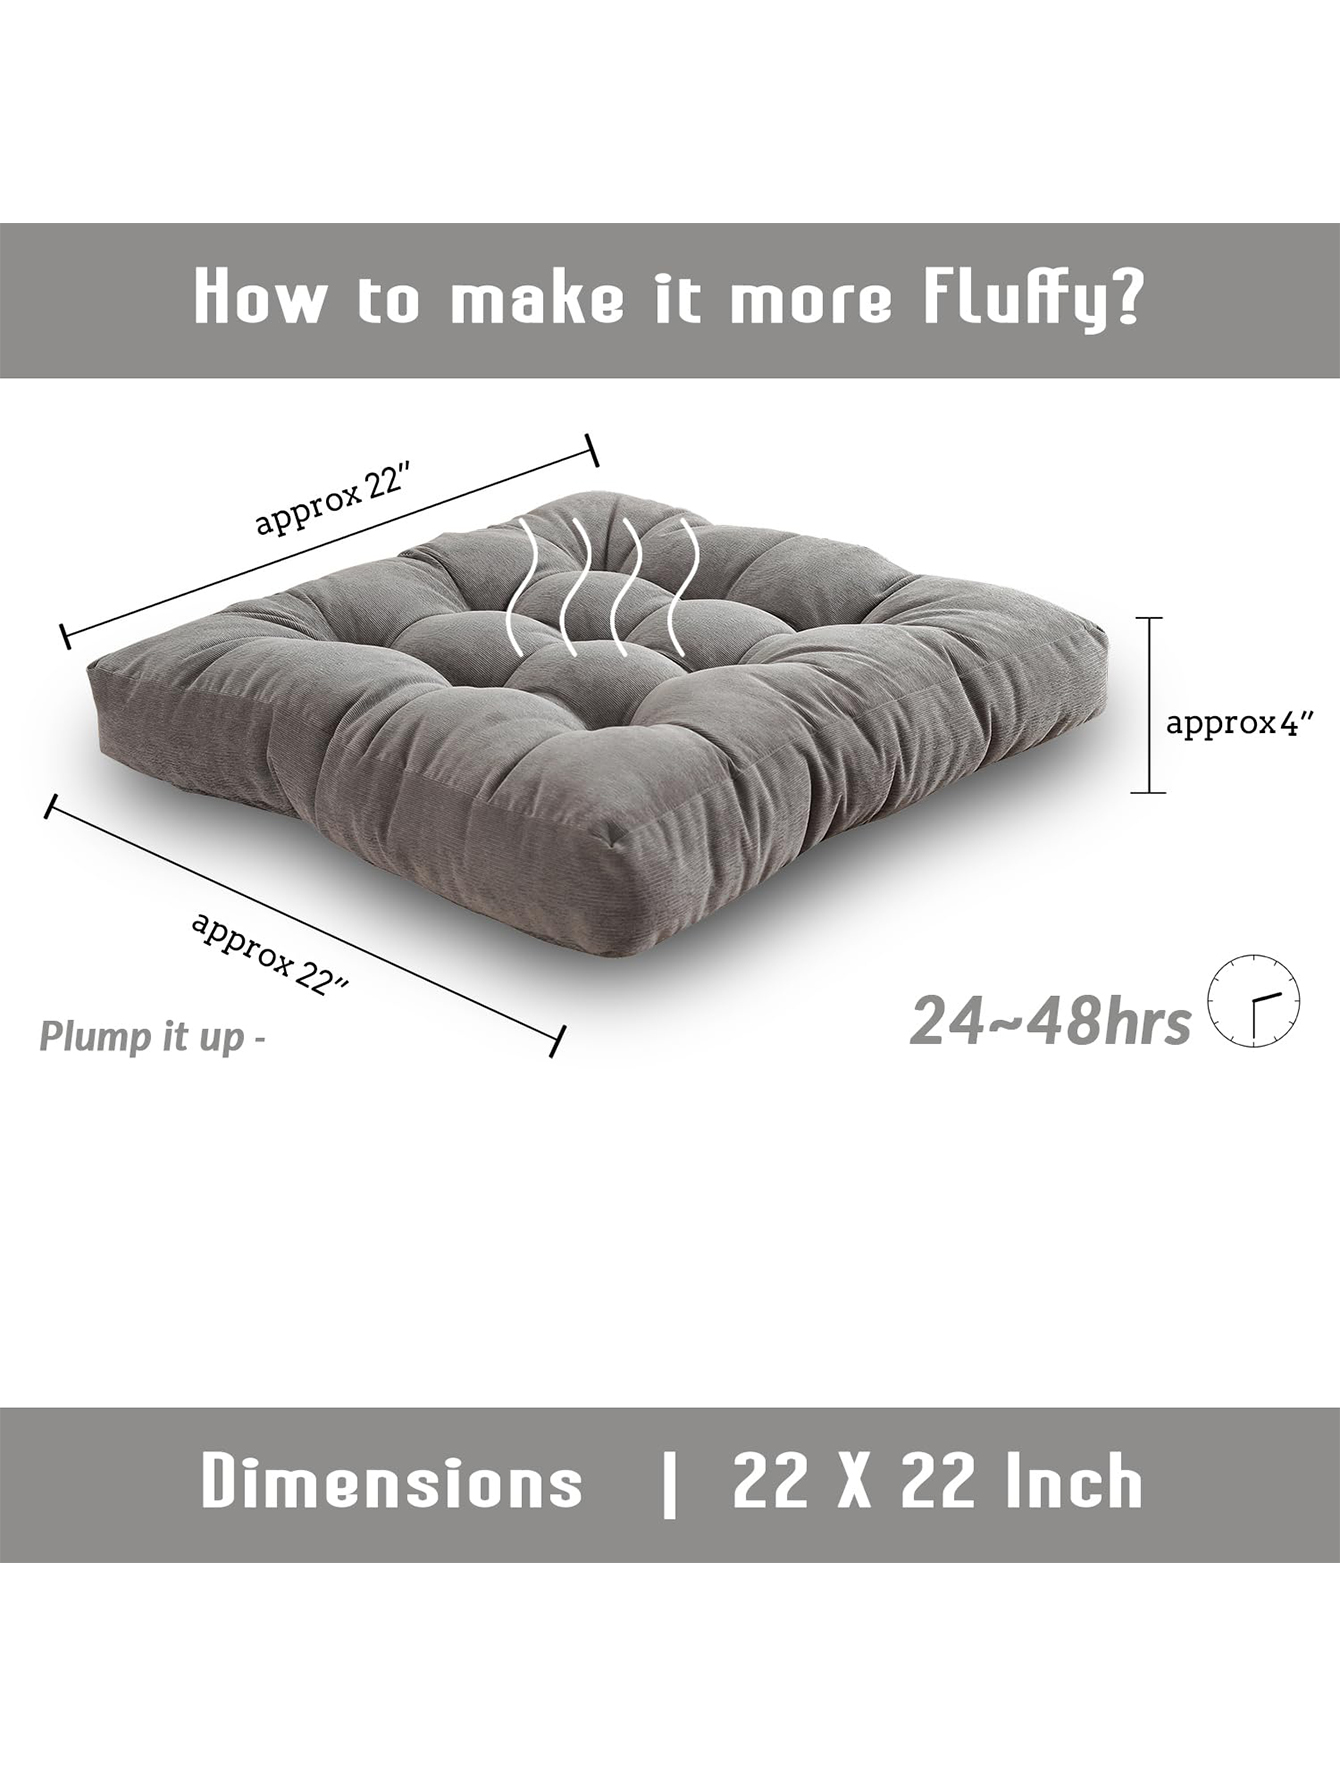 How to make it more Fluffy?
approx 22"
approx 4"
approx 22"
Plump it up -
24~48hrs
Dimensions | 22 X 22 Inch